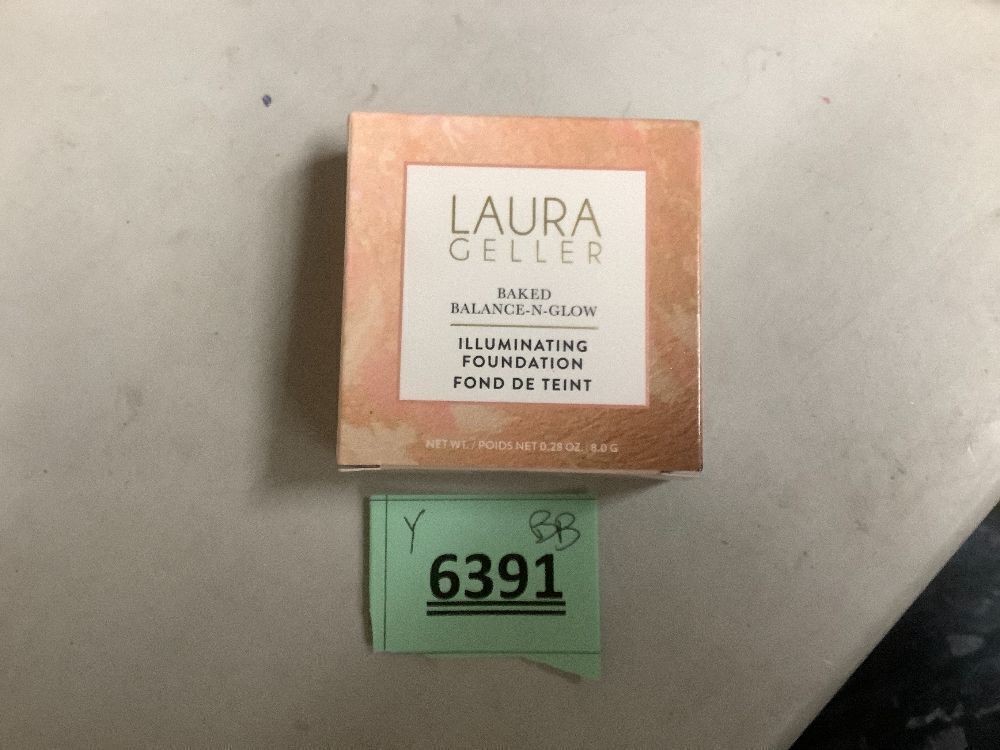 LAURA
GELLER
BAKED
BALANCE-N-GLOW
ILLUMINATING
FOUNDATION
FOND DE TEINT
NET WT. / POIDS NET 0.28 OZ. | 8.0 G
Y BB
6391